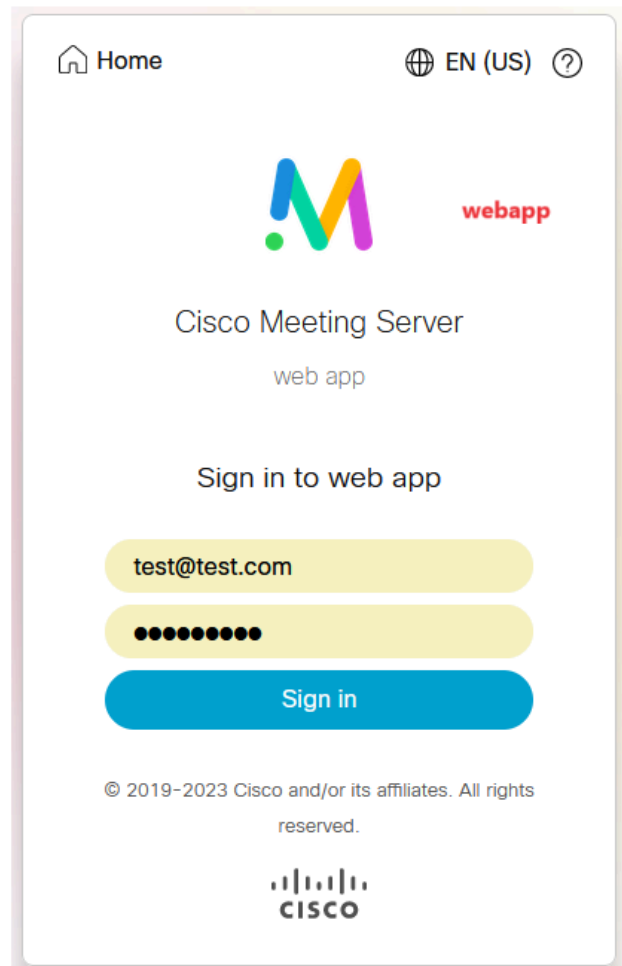 Home
EN (US)
webapp
Cisco Meeting Server
web app
Sign in to web app
test@test.com
●●●●●●●●●
Sign in
© 2019-2023 Cisco and/or its affiliates. All rights
reserved.
CISCO